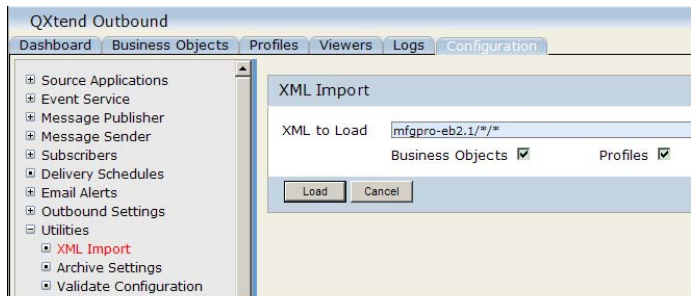 QXtend Outbound
Dashboard Business Objects Profiles Viewers Logs Configuration
Source Applications
Event Service
Message Publisher
Message Sender
Subscribers
Delivery Schedules
Email Alerts
Outbound Settings
Utilities
XML Import
Archive Settings
Validate Configuration
XML Import
XML to Load mfgpro-eb2.1/*/*
Business Objects Profiles
Load Cancel